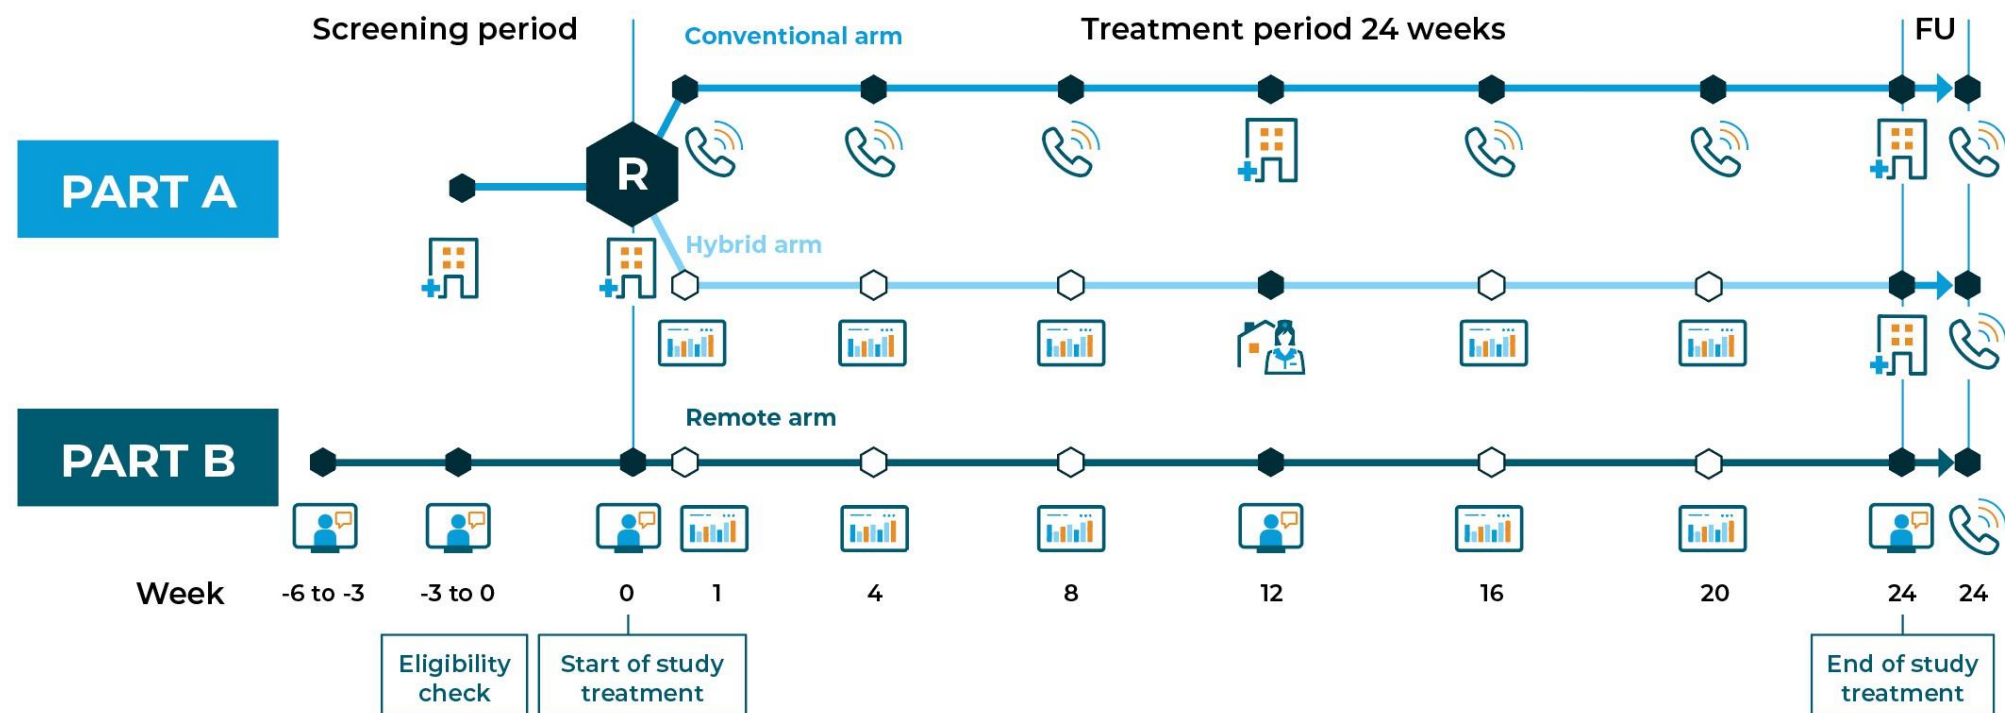 Screening period
Conventional arm
Treatment period 24 weeks
FU
PART A
R
Hybrid arm
Remote arm
PART B
Week -6 to -3 -3 to 0 0 1 4 8 12 16 20 24 24
Eligibility
check
Start of study
treatment
End of study
treatment